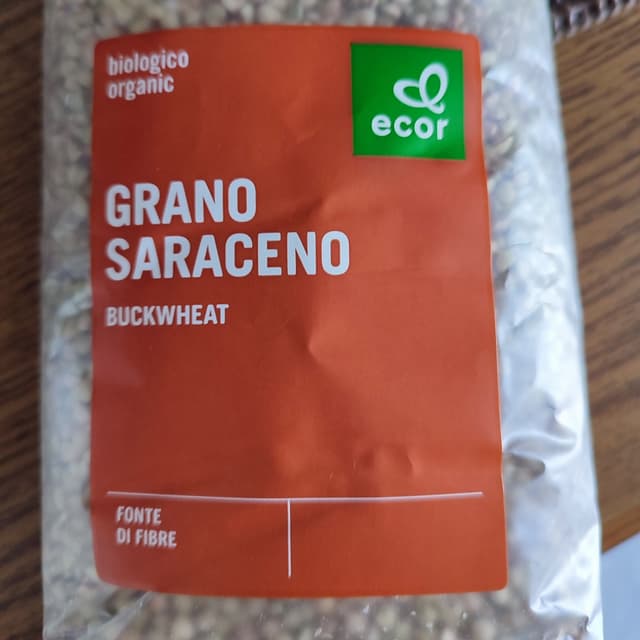 biologico
organic
ecor
GRANO
SARACENO
BUCKWHEAT
FONTE
DI FIBRE